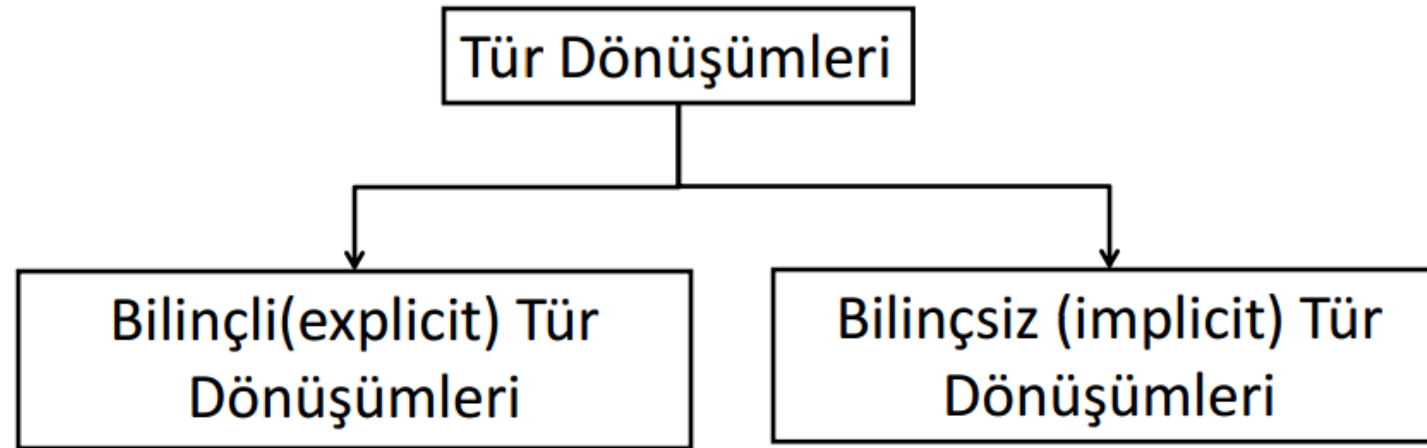 Tür Dönüşümleri
Bilinçli(explicit) Tür
Dönüşümleri
Bilinçsiz (implicit) Tür
Dönüşümleri